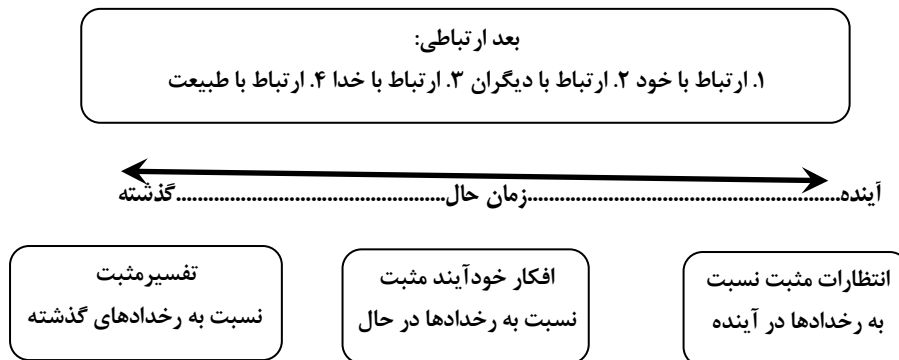 بعد ارتباطی:
۱. ارتباط با خود ۲. ارتباط با دیگران ۳. ارتباط با خدا ۴. ارتباط با طبیعت
آینده............................................................زمان حال....................................................گذشته
انتظارات مثبت نسبت
به رخدادها در آینده
افکار خودآیند مثبت
نسبت به رخدادها در حال
تفسیرمثبت
نسبت به رخدادهای گذشته